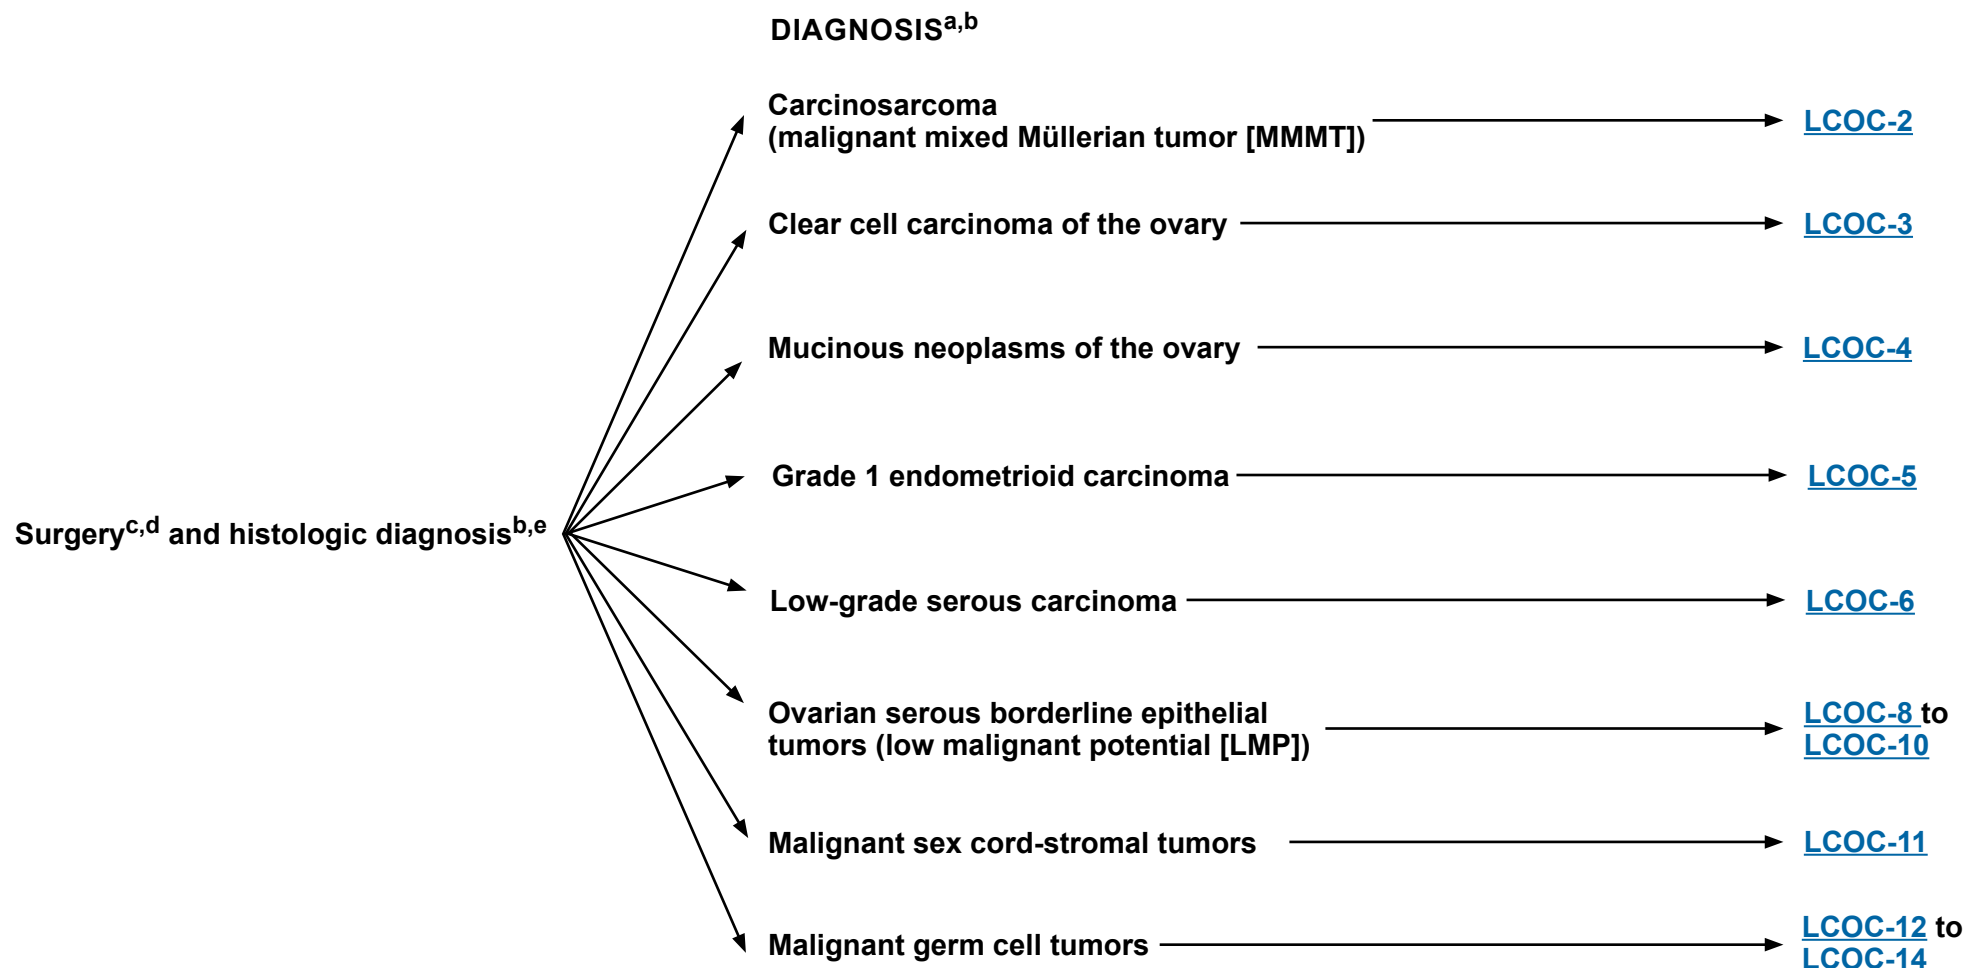 DIAGNOSISa,b
Carcinosarcoma
(malignant mixed Müllerian tumor [MMMT])
LCOC-2
Clear cell carcinoma of the ovary
LCOC-3
Mucinous neoplasms of the ovary
LCOC-4
Grade 1 endometrioid carcinoma
LCOC-5
Surgeryc,d and histologic diagnosisb,e
Low-grade serous carcinoma
LCOC-6
Ovarian serous borderline epithelial
tumors (low malignant potential [LMP])
LCOC-8 to
LCOC-10
Malignant sex cord-stromal tumors
LCOC-11
Malignant germ cell tumors
LCOC-12 to
LCOC-14